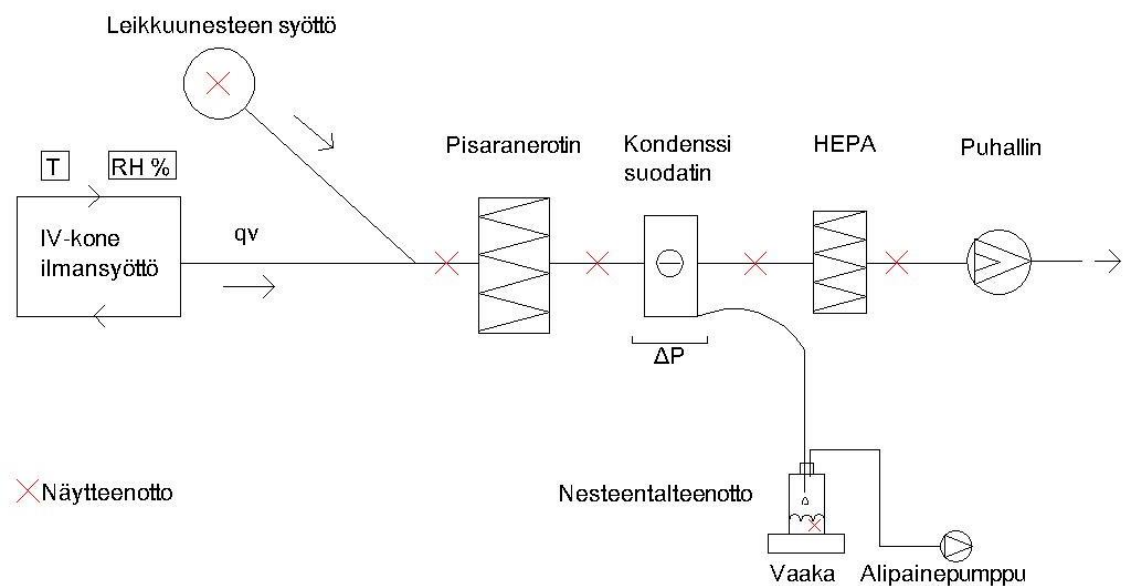 Leikkuunesteen syöttö
Pisaranerotin
Kondenssi
suodatin
HEPA
Puhallin
T
RH %
IV-kone
ilmansyöttö
qv
ΔP
Näytteenotto
Nesteentalteenotto
Vaaka
Alipainepumppu